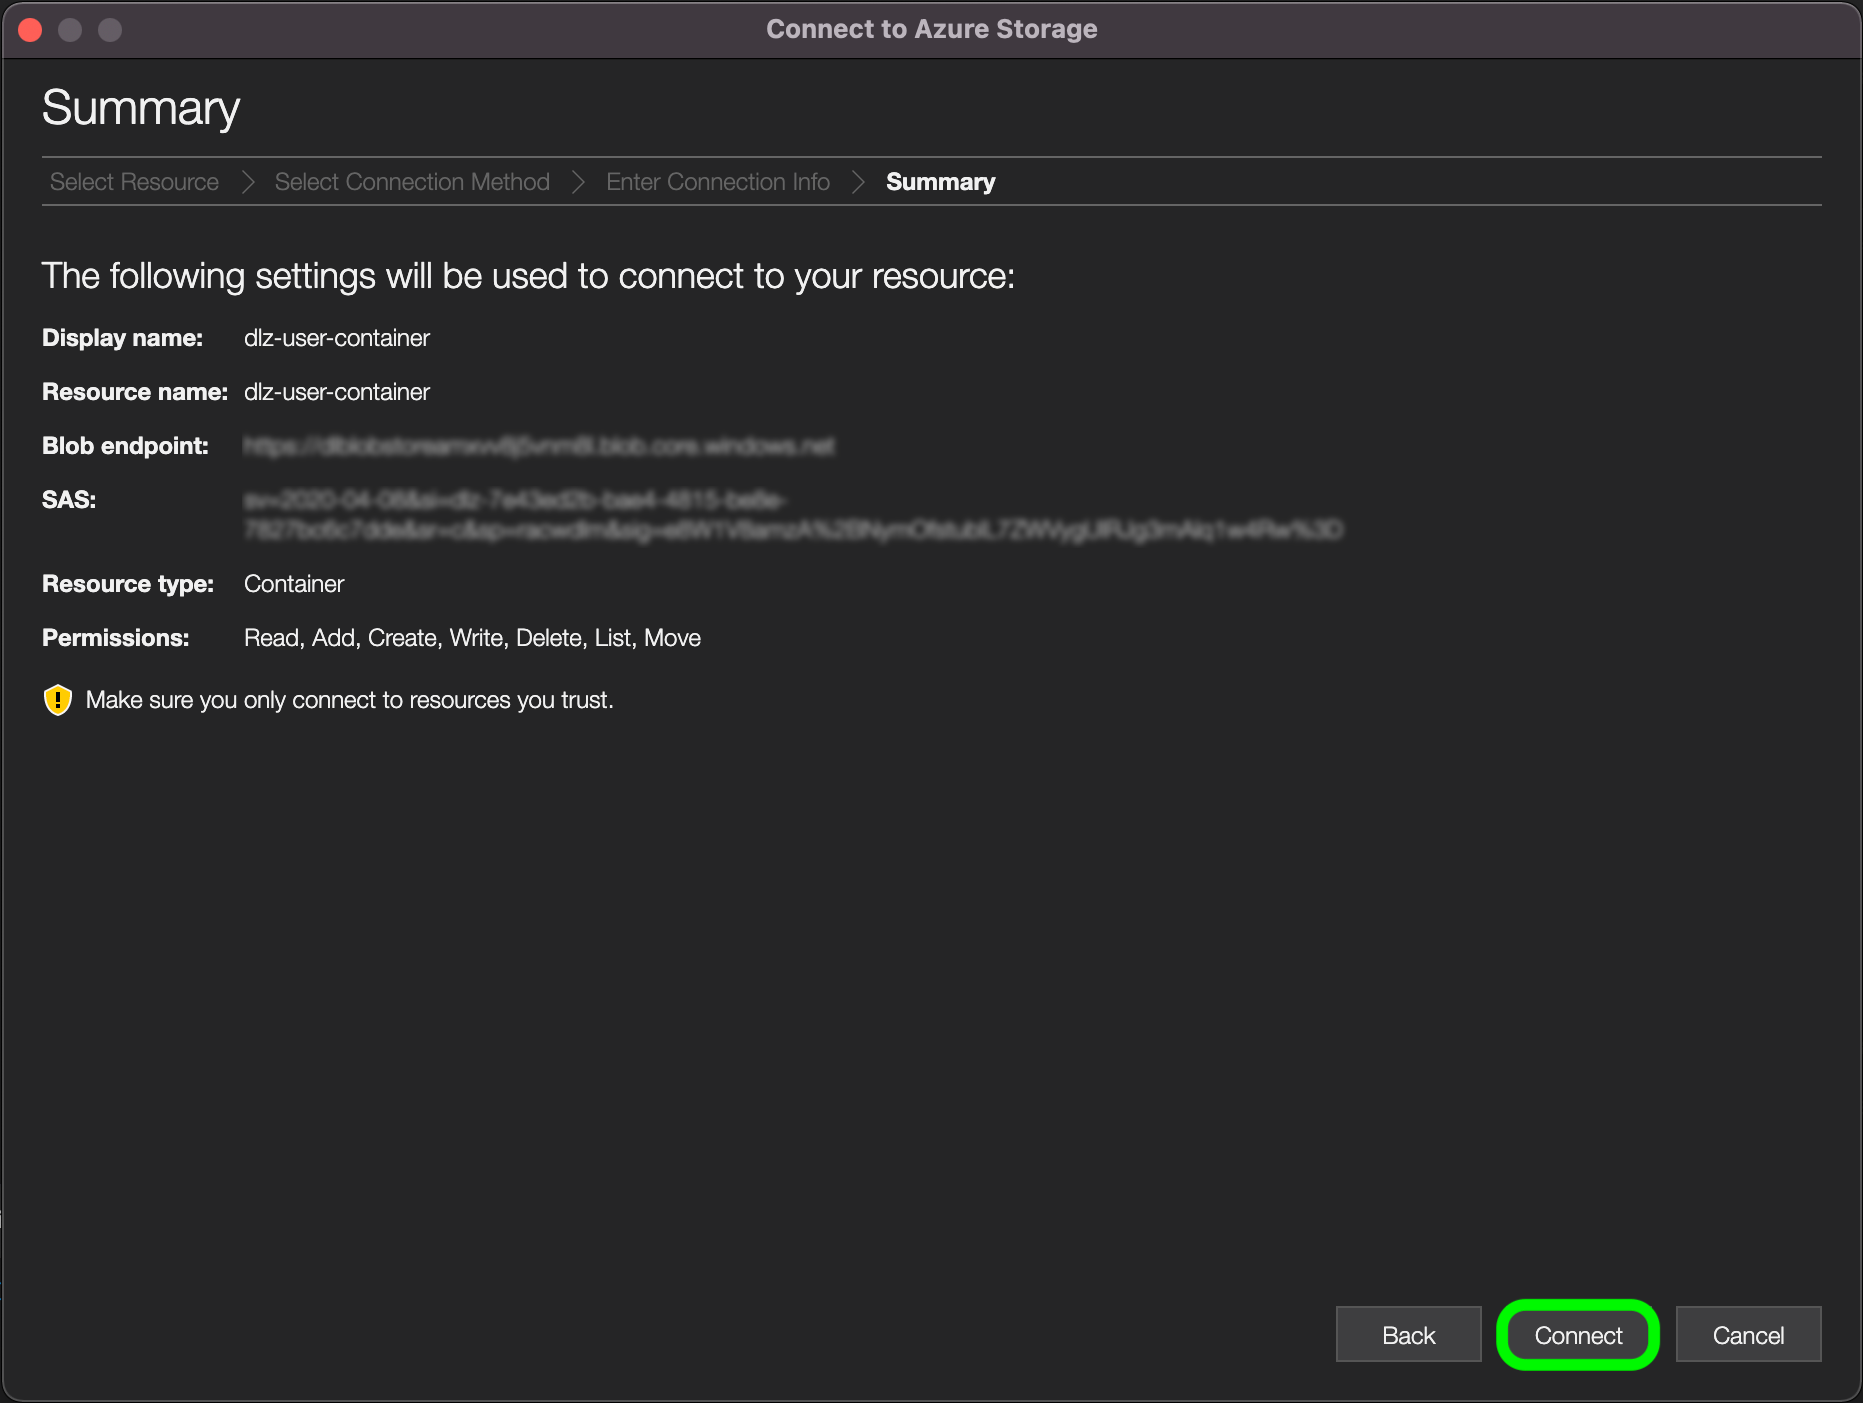 Connect to Azure Storage
Summary
Select Resource > Select Connection Method > Enter Connection Info > Summary
The following settings will be used to connect to your resource:
Display name: dlz-user-container
Resource name: dlz-user-container
Blob endpoint:
SAS:
Resource type: Container
Permissions: Read, Add, Create, Write, Delete, List, Move
Make sure you only connect to resources you trust.
Back Connect Cancel